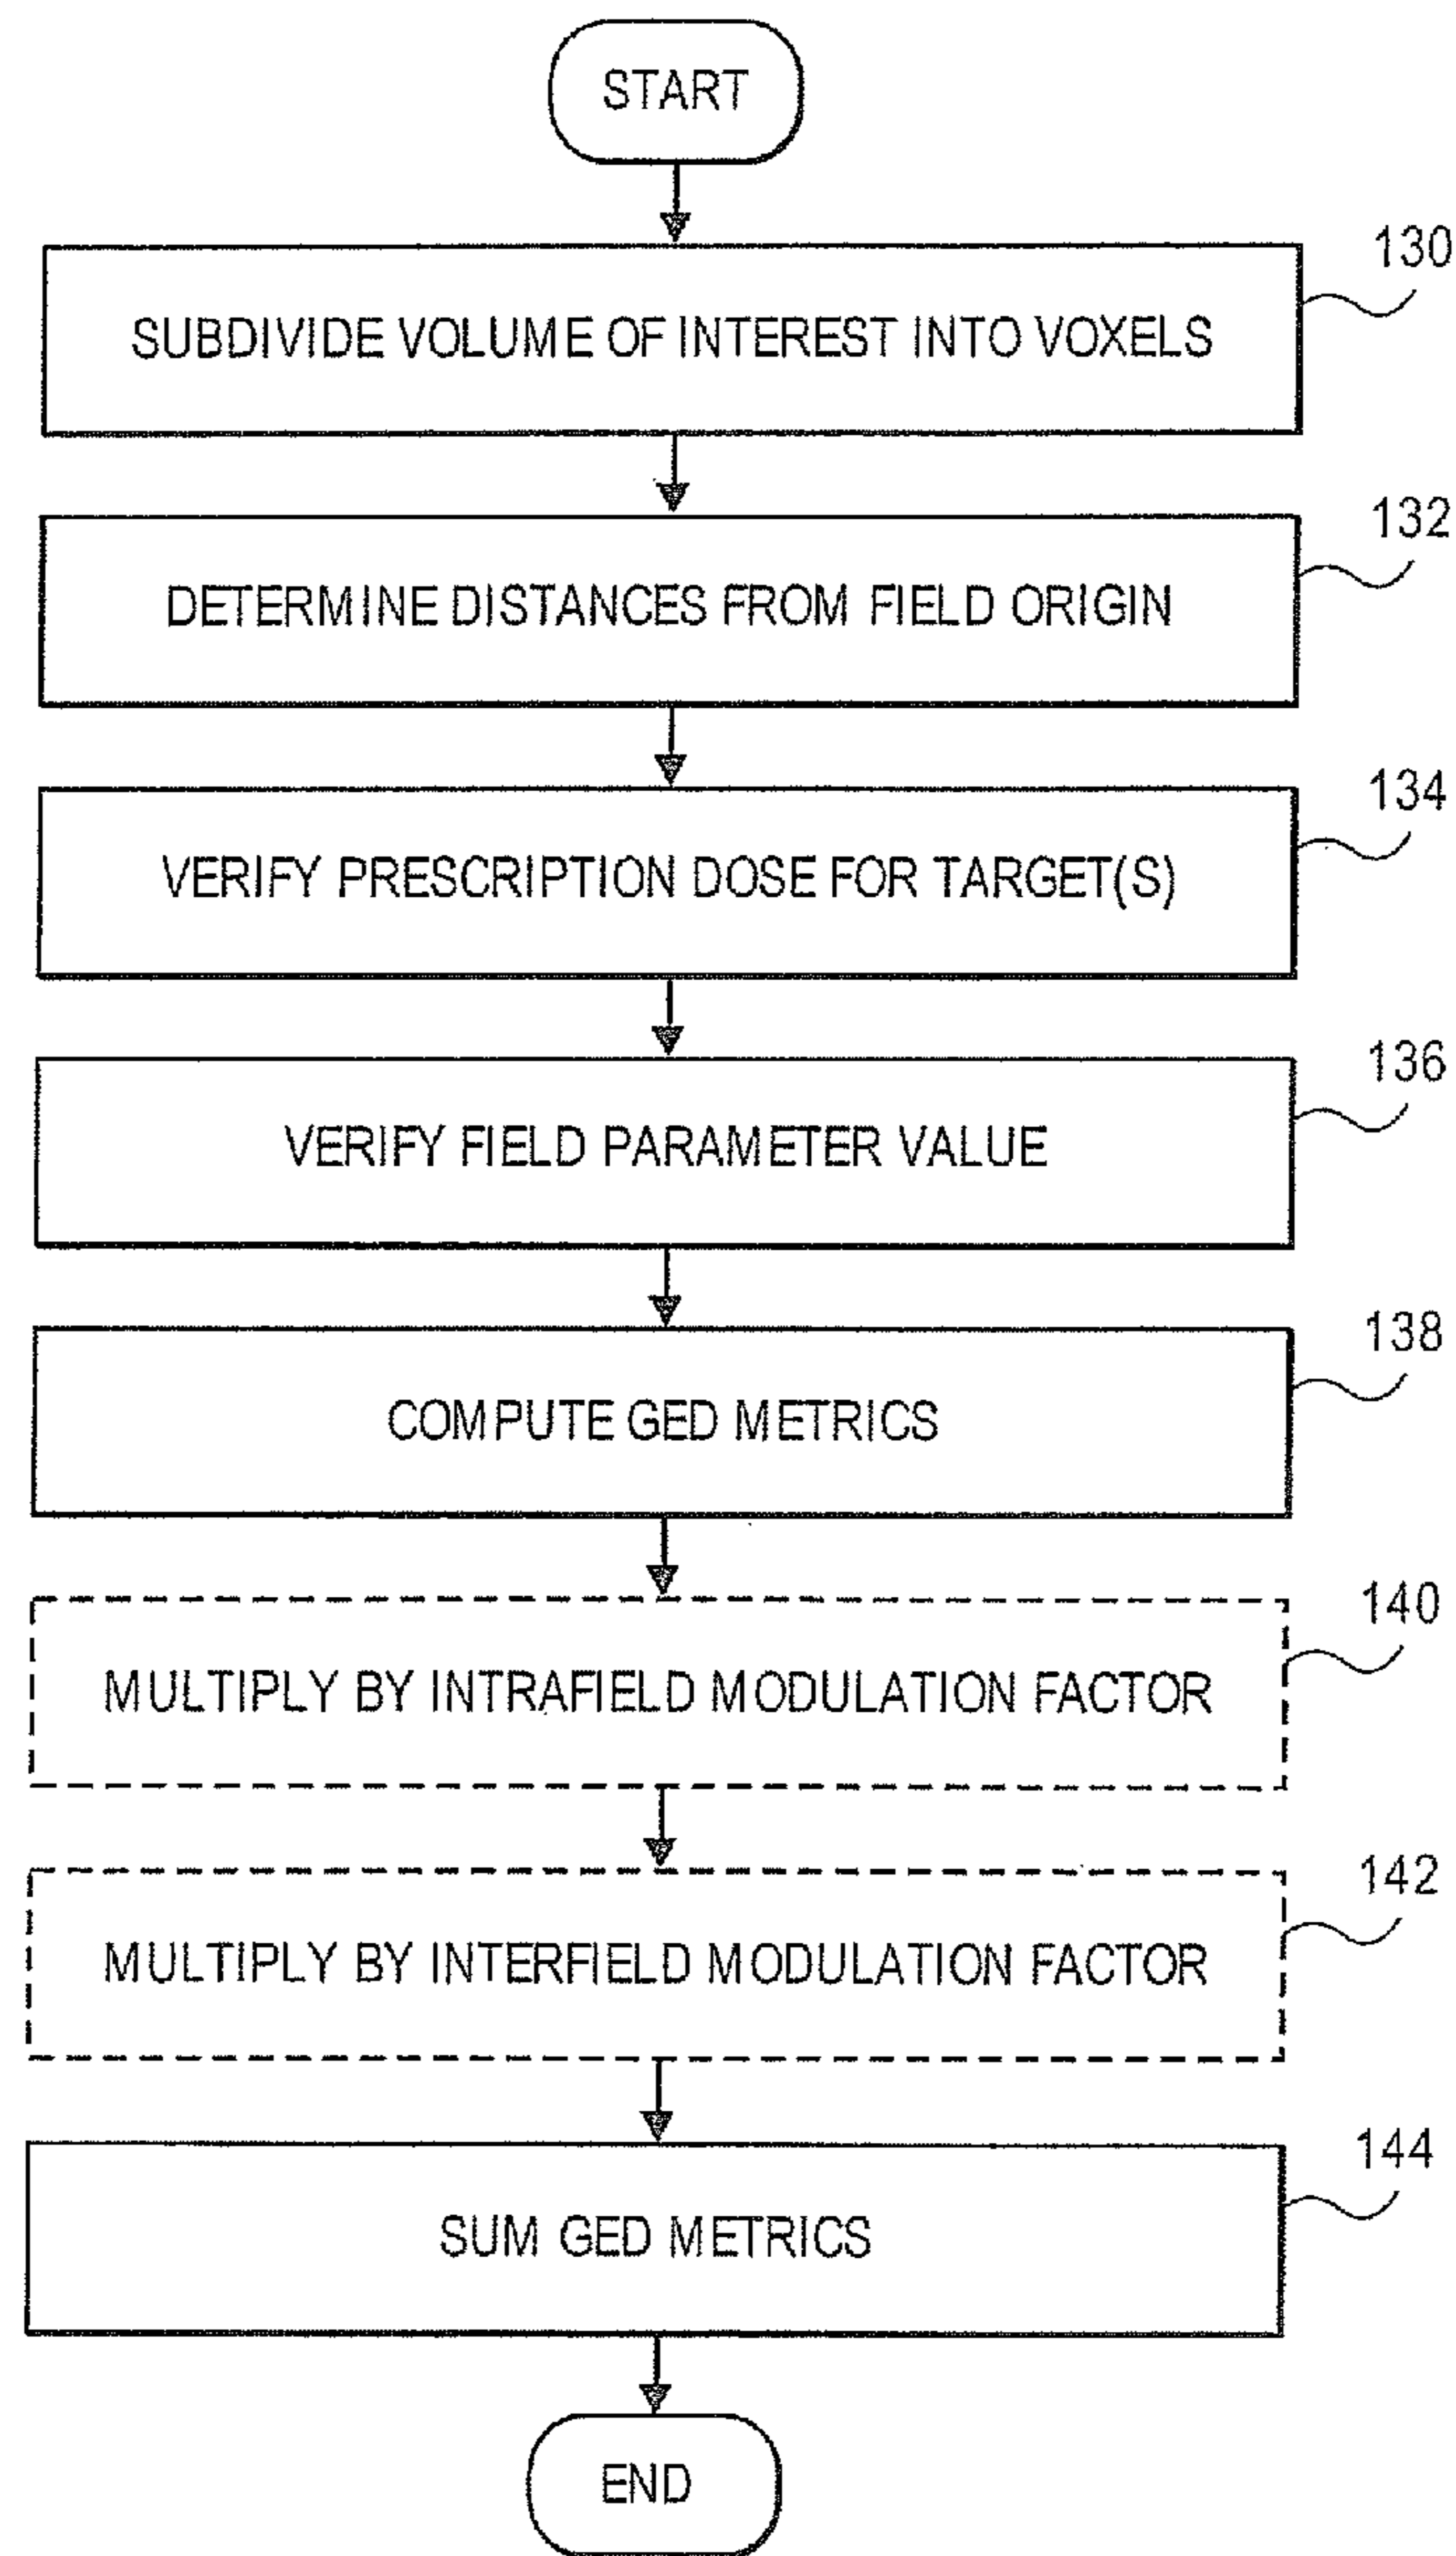 START
130
SUBDIVIDE VOLUME OF INTEREST INTO VOXELS
132
DETERMINE DISTANCES FROM FIELD ORIGIN
134
VERIFY PRESCRIPTION DOSE FOR TARGET(S)
136
VERIFY FIELD PARAMETER VALUE
138
COMPUTE GED METRICS
140
MULTIPLY BY INTRAFIELD MODULATION FACTOR
142
MULTIPLY BY INTERFIELD MODULATION FACTOR
144
SUM GED METRICS
END